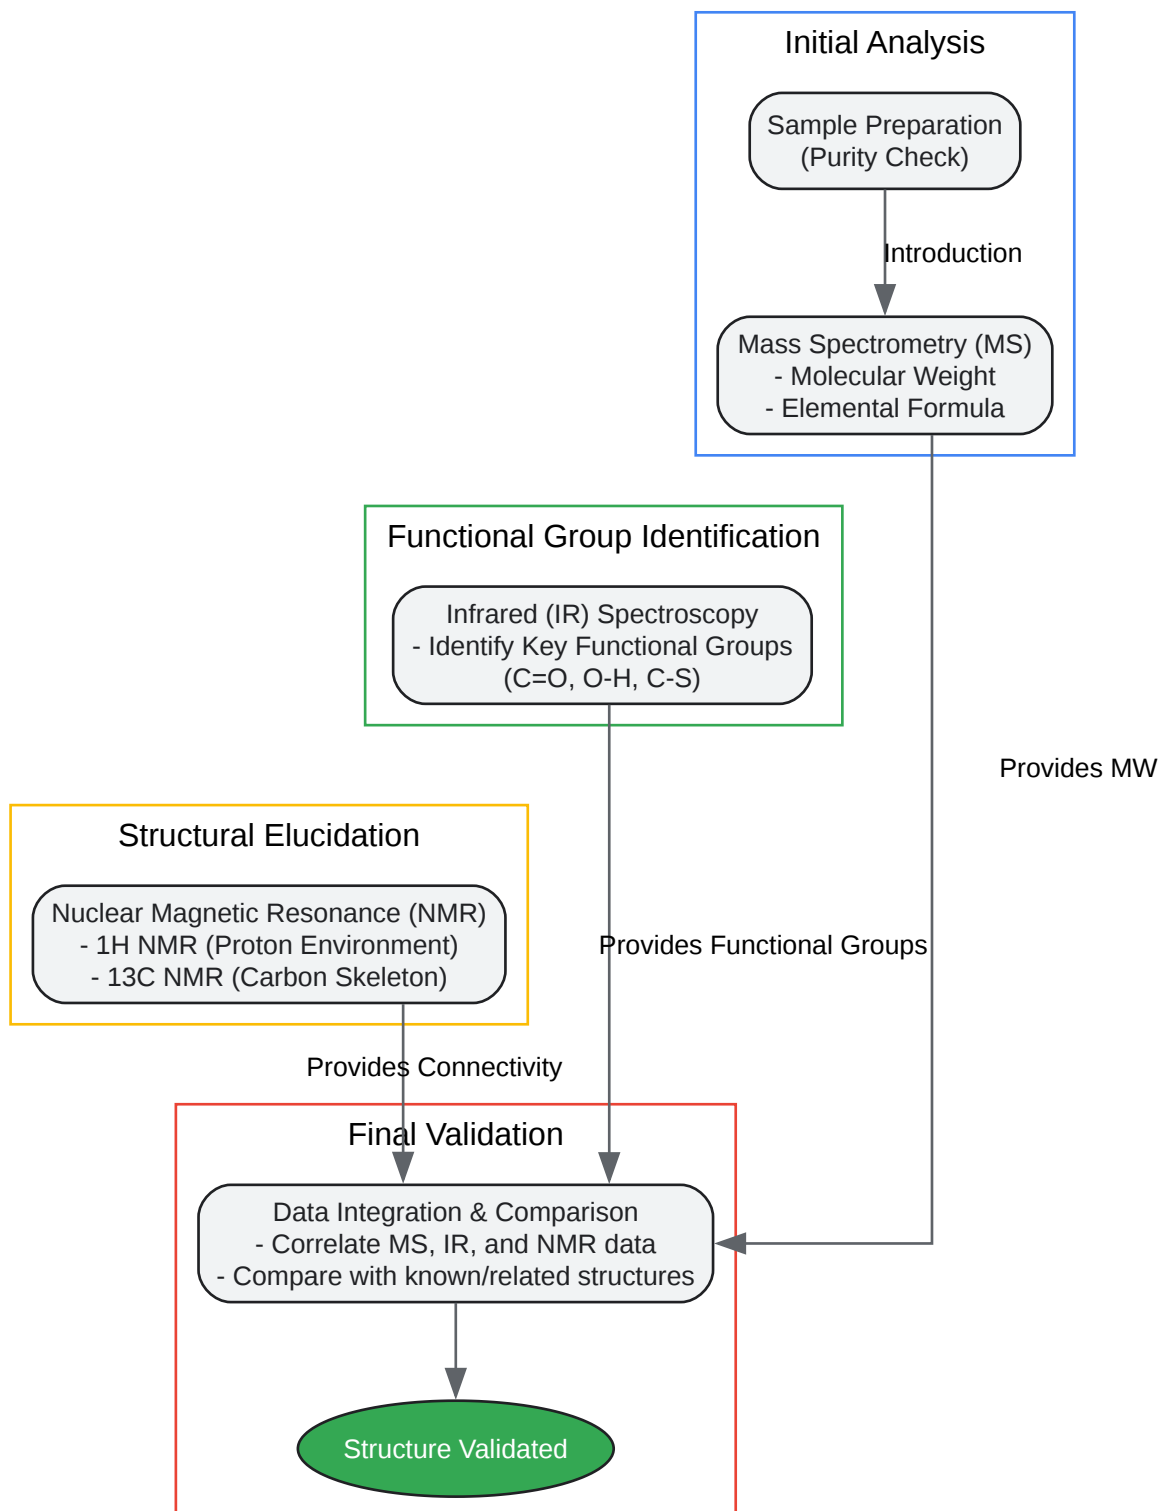 Initial Analysis
Sample Preparation
(Purity Check)
Introduction
Mass Spectrometry (MS)
- Molecular Weight
- Elemental Formula
Functional Group Identification
Infrared (IR) Spectroscopy
- Identify Key Functional Groups
(C=O, O-H, C-S)
Provides MW
Structural Elucidation
Nuclear Magnetic Resonance (NMR)
- 1H NMR (Proton Environment)
- 13C NMR (Carbon Skeleton)
Provides Functional Groups
Provides Connectivity
Final Validation
Data Integration & Comparison
- Correlate MS, IR, and NMR data
- Compare with known/related structures
Structure Validated